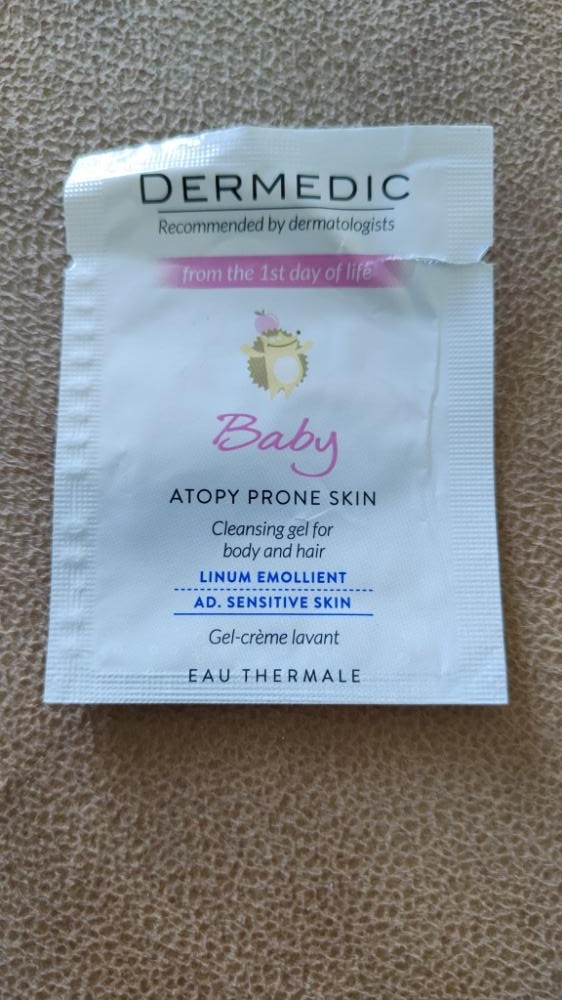 DERMEDIC
Recommended by dermatologists
from the 1st day of life
Baby
ATOPY PRONE SKIN
Cleansing gel for
body and hair
LINUM EMOLLIENT
AD. SENSITIVE SKIN
Gel-crème lavant
EAU THERMALE